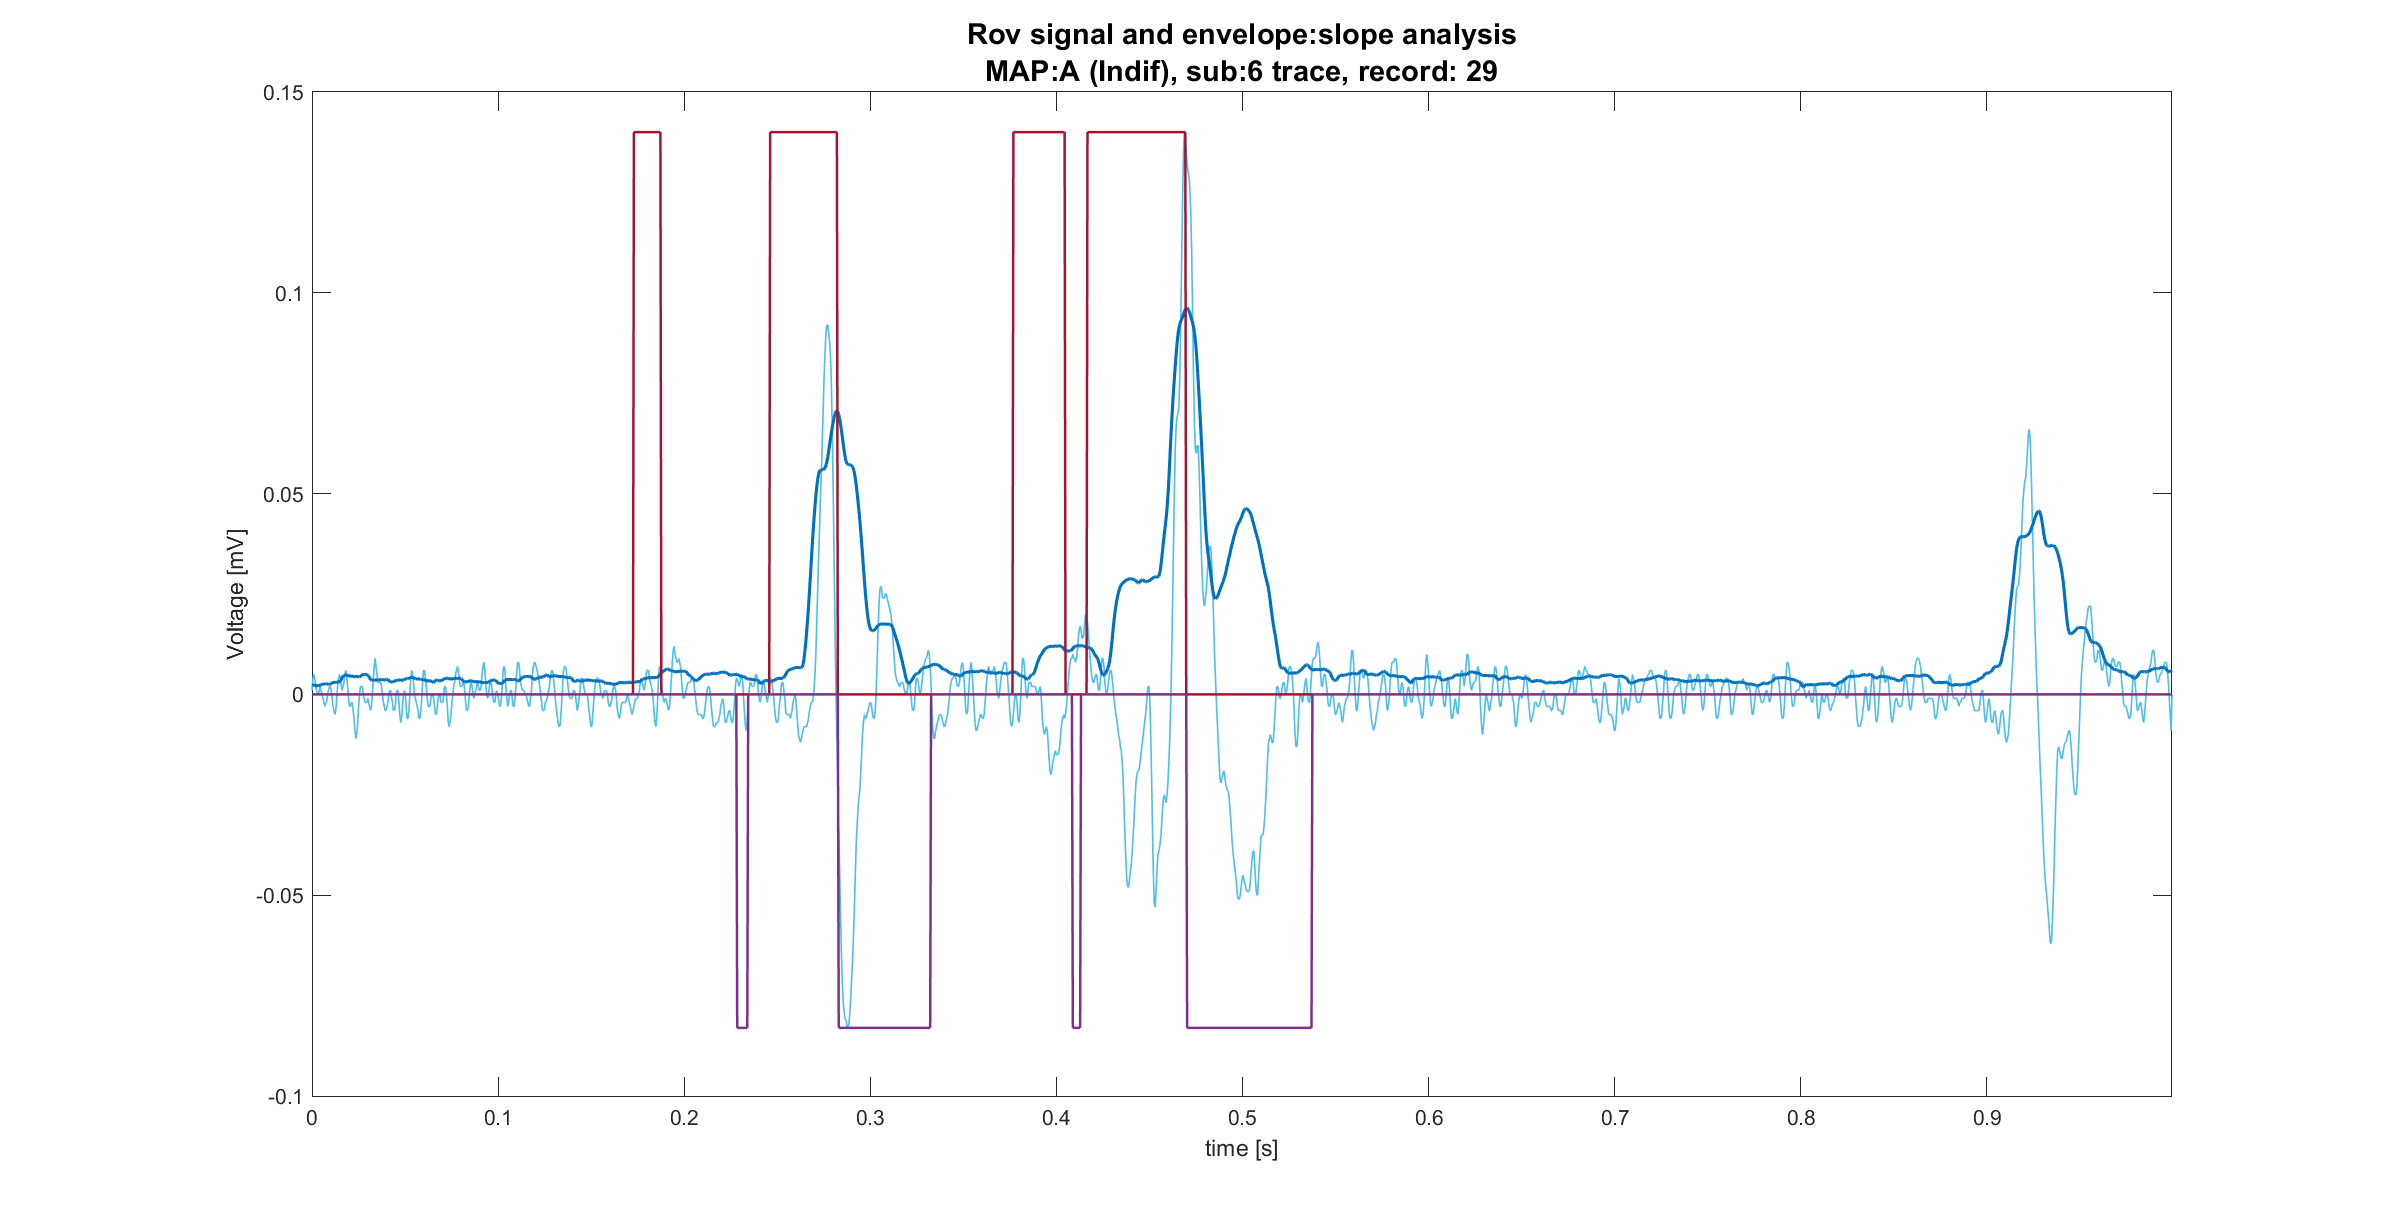 Rov signal and envelope:slope analysis
MAP:A (Indif), sub:6 trace, record: 29
0.15
0.1
0.05
0
-0.05
-0.1
Voltage [mV]
0 0.1 0.2 0.3 0.4 0.5 0.6 0.7 0.8 0.9
time [s]